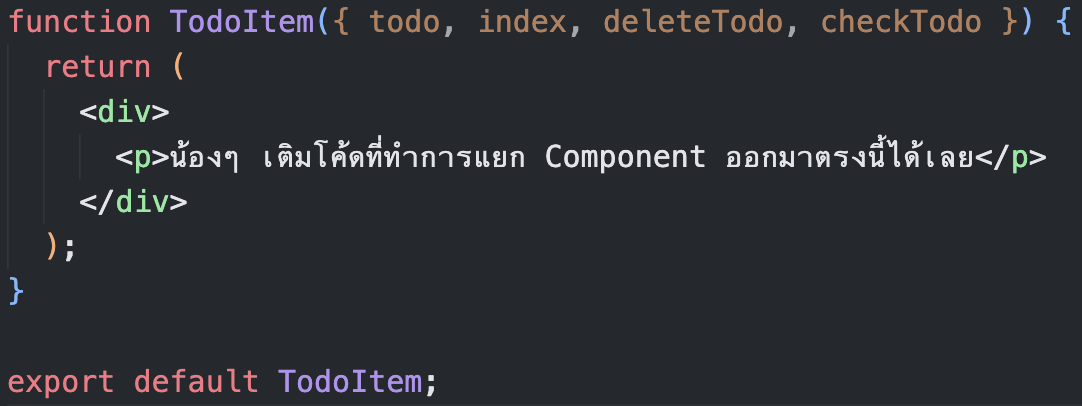 function TodoItem({ todo, index, deleteTodo, checkTodo }) {
  return (
    <div>
      <p>น้องๆ เติมโค้ดที่ทำการแยก Component ออกมาตรงนี้ได้เลย</p>
    </div>
  );
}
export default TodoItem;